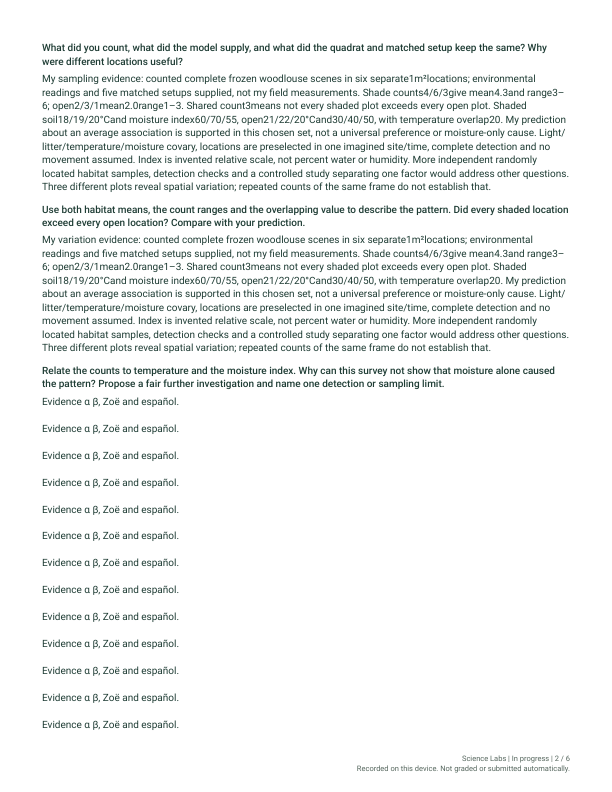 What did you count, what did the model supply, and what did the quadrat and matched setup keep the same? Why
were different locations useful?
My sampling evidence: counted complete frozen woodlouse scenes in six separate1m²locations; environmental
readings and five matched setups supplied, not my field measurements. Shade counts4/6/3give mean4.3and range3–
6; open2/3/1mean2.0range1–3. Shared count3means not every shaded plot exceeds every open plot. Shaded
soil18/19/20°Cand moisture index60/70/55, open21/22/20°Cand30/40/50, with temperature overlap20. My prediction
about an average association is supported in this chosen set, not a universal preference or moisture-only cause. Light/
litter/temperature/moisture covary, locations are preselected in one imagined site/time, complete detection and no
movement assumed. Index is invented relative scale, not percent water or humidity. More independent randomly
located habitat samples, detection checks and a controlled study separating one factor would address other questions.
Three different plots reveal spatial variation; repeated counts of the same frame do not establish that.
Use both habitat means, the count ranges and the overlapping value to describe the pattern. Did every shaded location
exceed every open location? Compare with your prediction.
My variation evidence: counted complete frozen woodlouse scenes in six separate1m²locations; environmental
readings and five matched setups supplied, not my field measurements. Shade counts4/6/3give mean4.3and range3–
6; open2/3/1mean2.0range1–3. Shared count3means not every shaded plot exceeds every open plot. Shaded
soil18/19/20°Cand moisture index60/70/55, open21/22/20°Cand30/40/50, with temperature overlap20. My prediction
about an average association is supported in this chosen set, not a universal preference or moisture-only cause. Light/
litter/temperature/moisture covary, locations are preselected in one imagined site/time, complete detection and no
movement assumed. Index is invented relative scale, not percent water or humidity. More independent randomly
located habitat samples, detection checks and a controlled study separating one factor would address other questions.
Three different plots reveal spatial variation; repeated counts of the same frame do not establish that.
Relate the counts to temperature and the moisture index. Why can this survey not show that moisture alone caused
the pattern? Propose a fair further investigation and name one detection or sampling limit.
Evidence α β, Zoë and español.
Evidence α β, Zoë and español.
Evidence α β, Zoë and español.
Evidence α β, Zoë and español.
Evidence α β, Zoë and español.
Evidence α β, Zoë and español.
Evidence α β, Zoë and español.
Evidence α β, Zoë and español.
Evidence α β, Zoë and español.
Evidence α β, Zoë and español.
Evidence α β, Zoë and español.
Evidence α β, Zoë and español.
Evidence α β, Zoë and español.
Science Labs | In progress | 2 / 6
Recorded on this device. Not graded or submitted automatically.